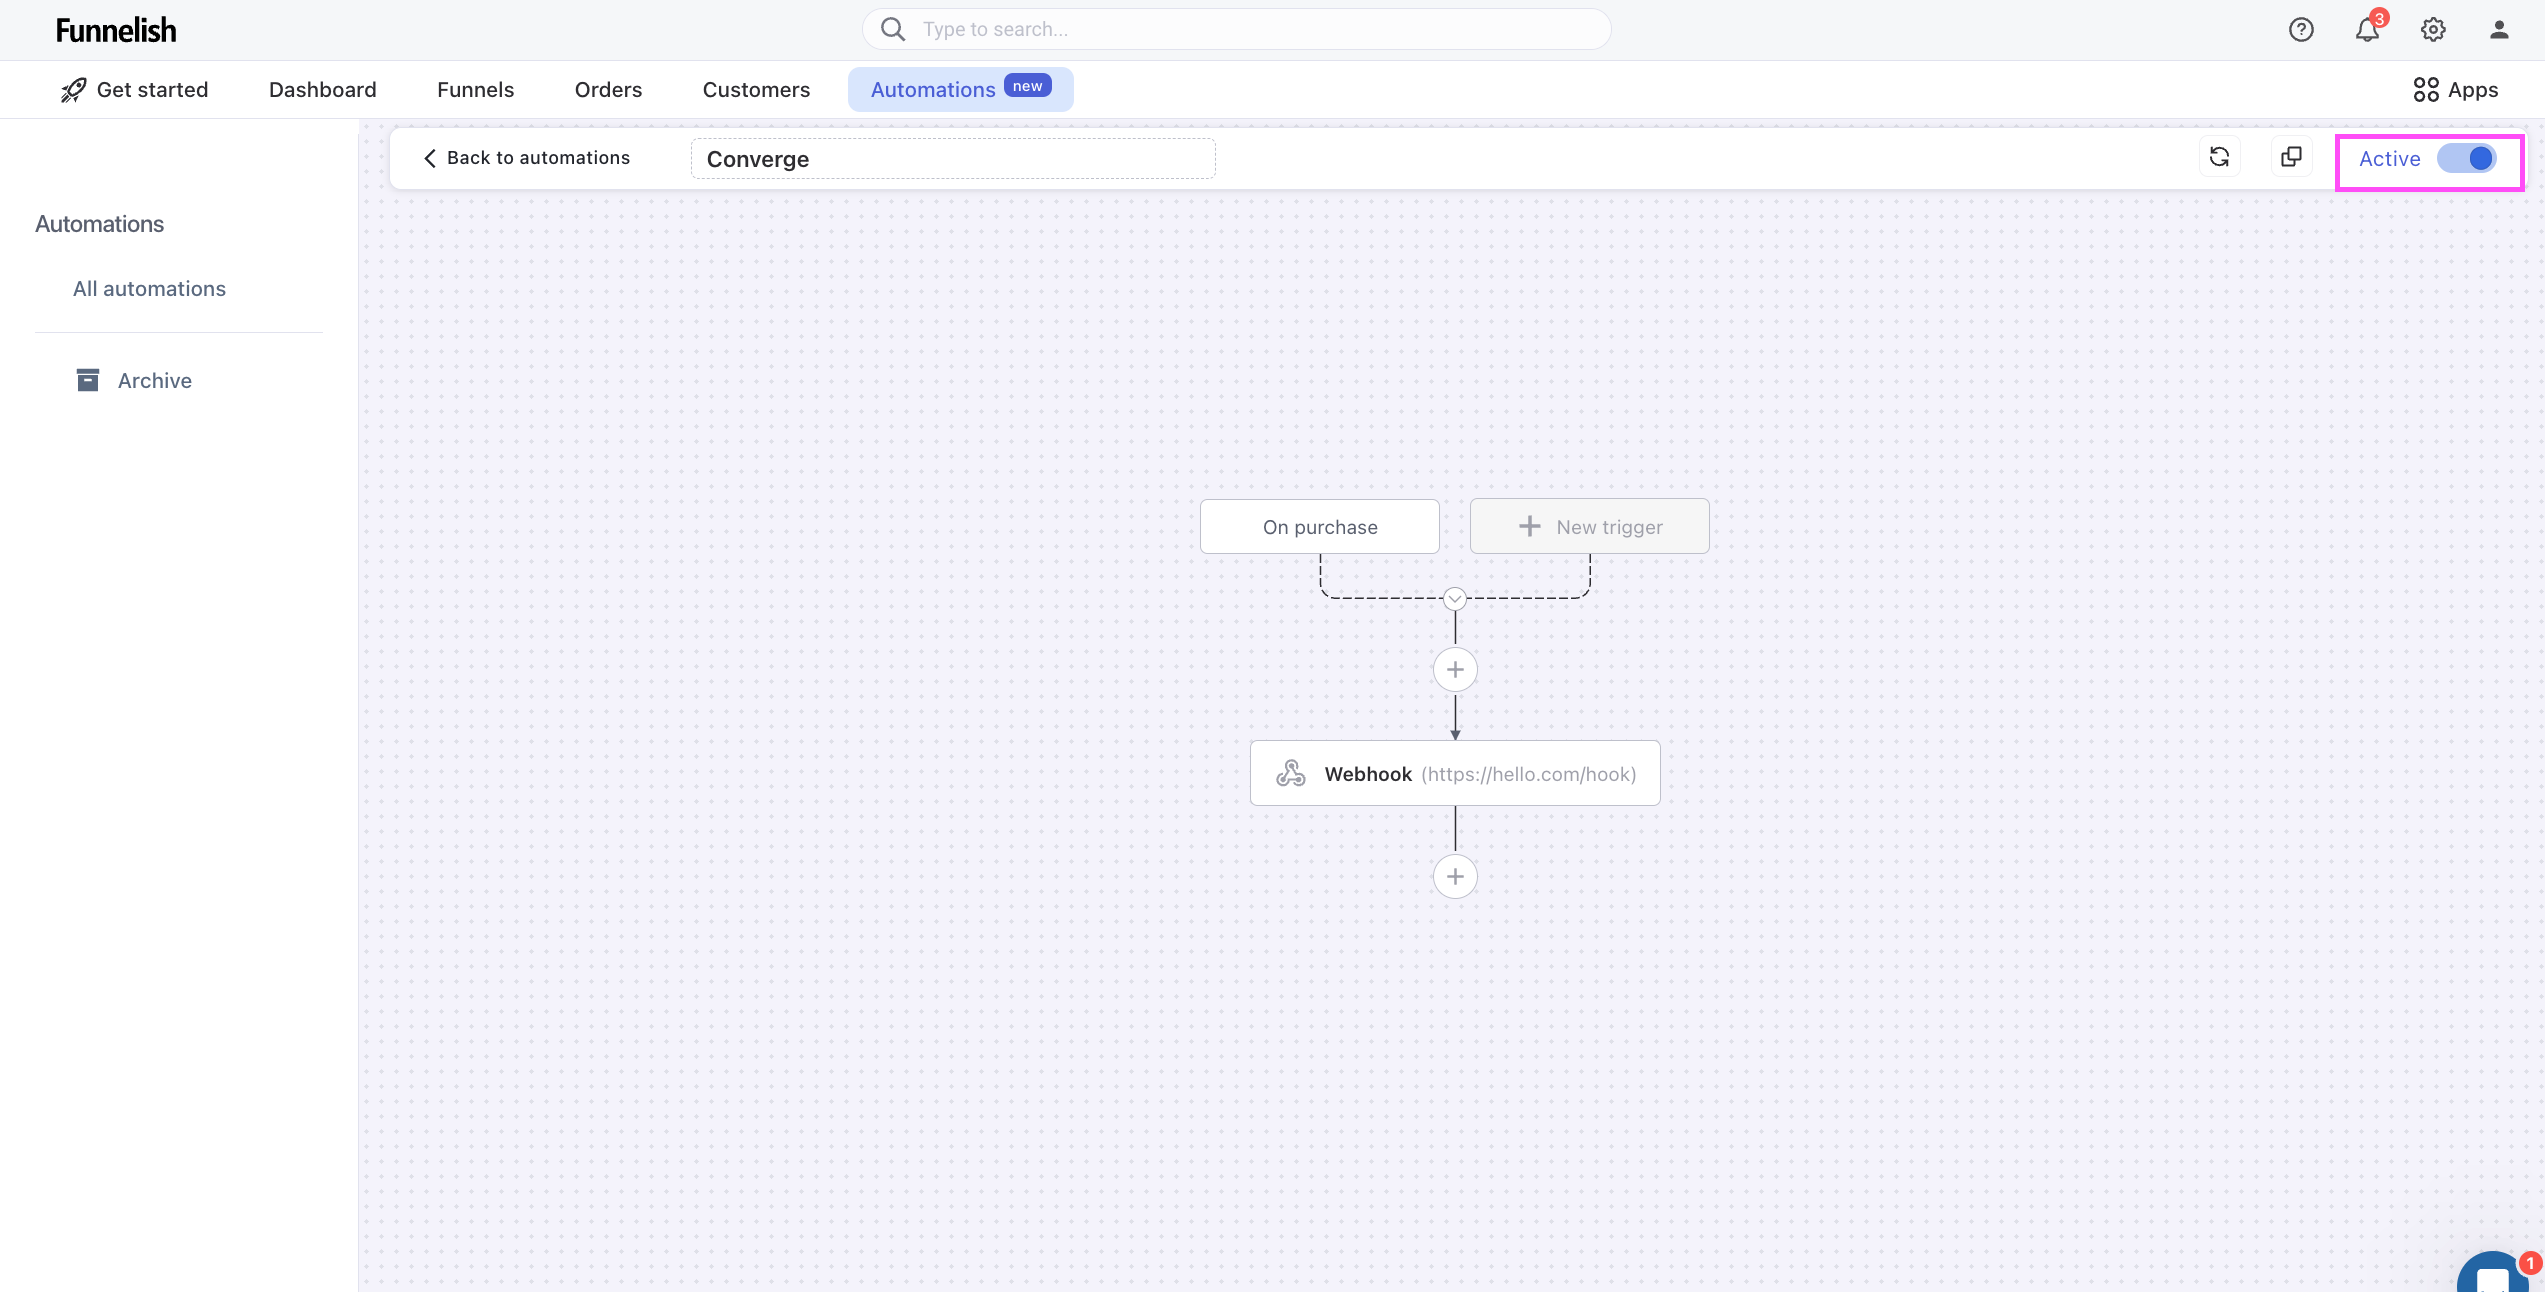 Funnelish
Type to search...
3
Get started
Dashboard
Funnels
Orders
Customers
Automations new
Apps
Back to automations
Converge
Active
Automations
All automations
Archive
On purchase
New trigger
Webhook (https://hello.com/hook)
1